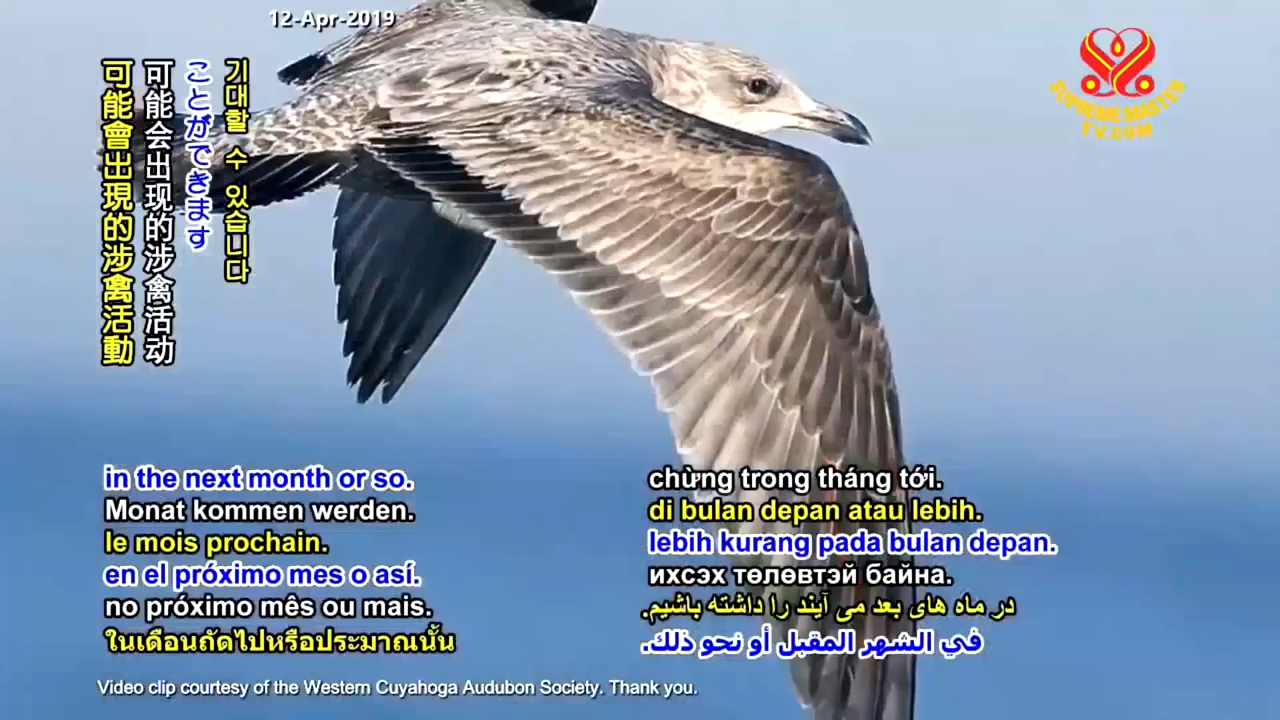 12-Apr-2019
SUPREME MASTER
TV.COM
기대할 수 있습니다
ことができます
可能会出现的涉禽活动
可能會出現的涉禽活動
in the next month or so.
Monat kommen werden.
le mois prochain.
en el próximo mes o así.
no próximo mês ou mais.
ในเดือนถัดไปหรือประมาณนั้น
chừng trong tháng tới.
di bulan depan atau lebih.
lebih kurang pada bulan depan.
ихсэх төлөвтэй байна.
در ماه های بعد می آیند را داشته باشیم.
في الشهر المقبل أو نحو ذلك.
Video clip courtesy of the Western Cuyahoga Audubon Society. Thank you.